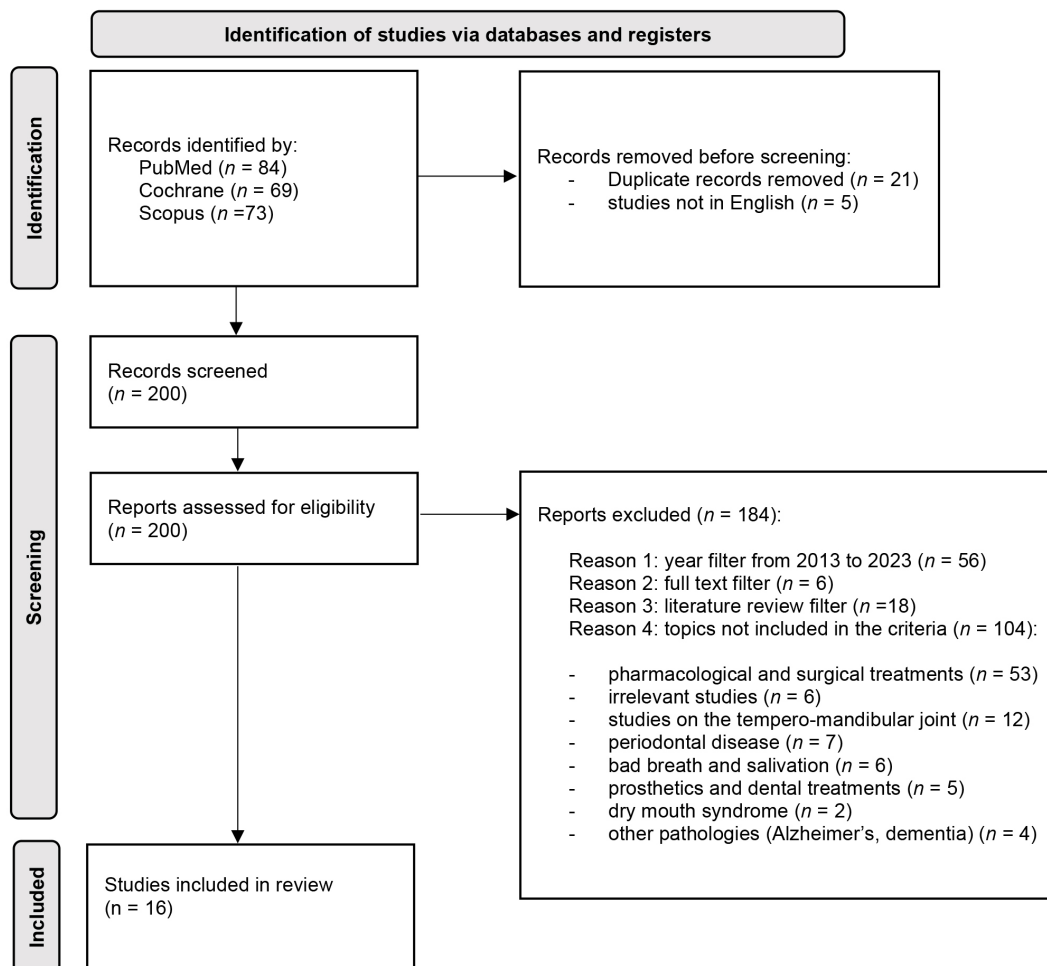 Identification of studies via databases and registers
Identification
Records identified by:
PubMed (n = 84)
Cochrane (n = 69)
Scopus (n =73)
Records removed before screening:
- Duplicate records removed (n = 21)
- studies not in English (n = 5)
Screening
Records screened
(n = 200)
Reports assessed for eligibility
(n = 200)
Reports excluded (n = 184):
Reason 1: year filter from 2013 to 2023 (n = 56)
Reason 2: full text filter (n = 6)
Reason 3: literature review filter (n =18)
Reason 4: topics not included in the criteria (n = 104):
- pharmacological and surgical treatments (n = 53)
- irrelevant studies (n = 6)
- studies on the tempero-mandibular joint (n = 12)
- periodontal disease (n = 7)
- bad breath and salivation (n = 6)
- prosthetics and dental treatments (n = 5)
- dry mouth syndrome (n = 2)
- other pathologies (Alzheimer’s, dementia) (n = 4)
Included
Studies included in review
(n = 16)